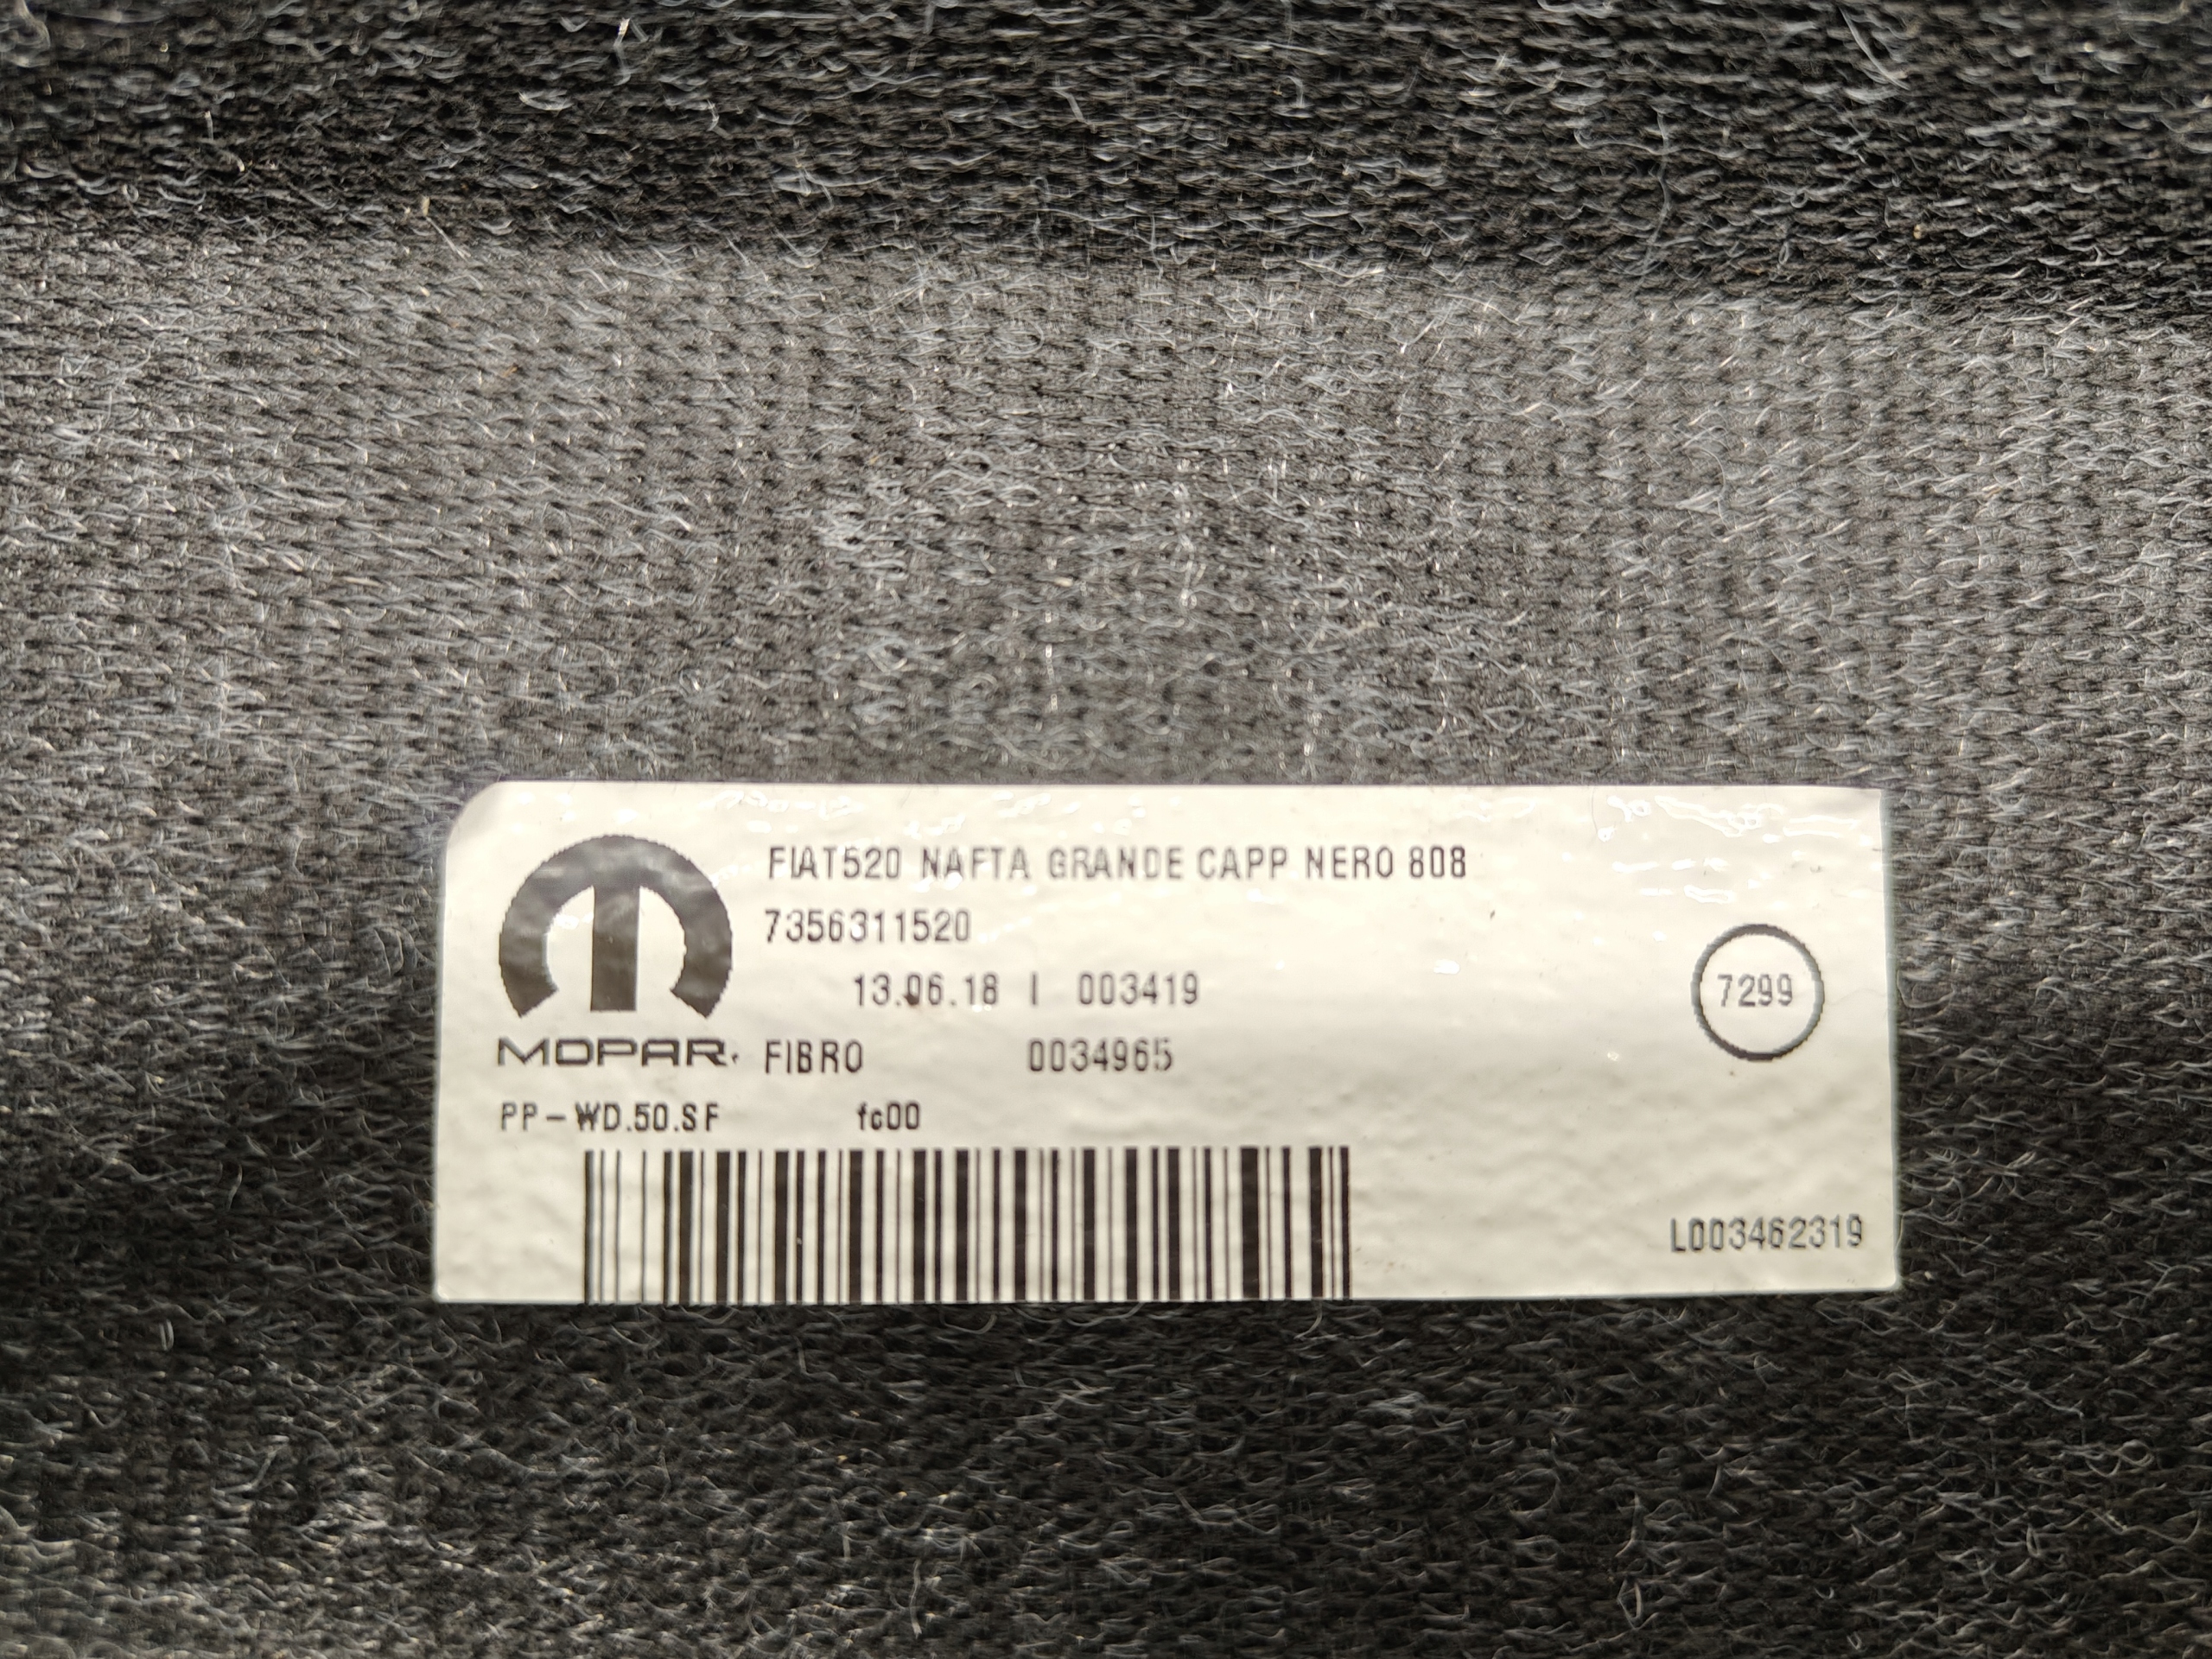 FIAT520 NAFTA GRANDE CAPP NERO 808
7356311520
13.06.18 | 003419
7299
MOPAR. FIBRO 0034965
PP-WD.50.SF fc00
L003462319